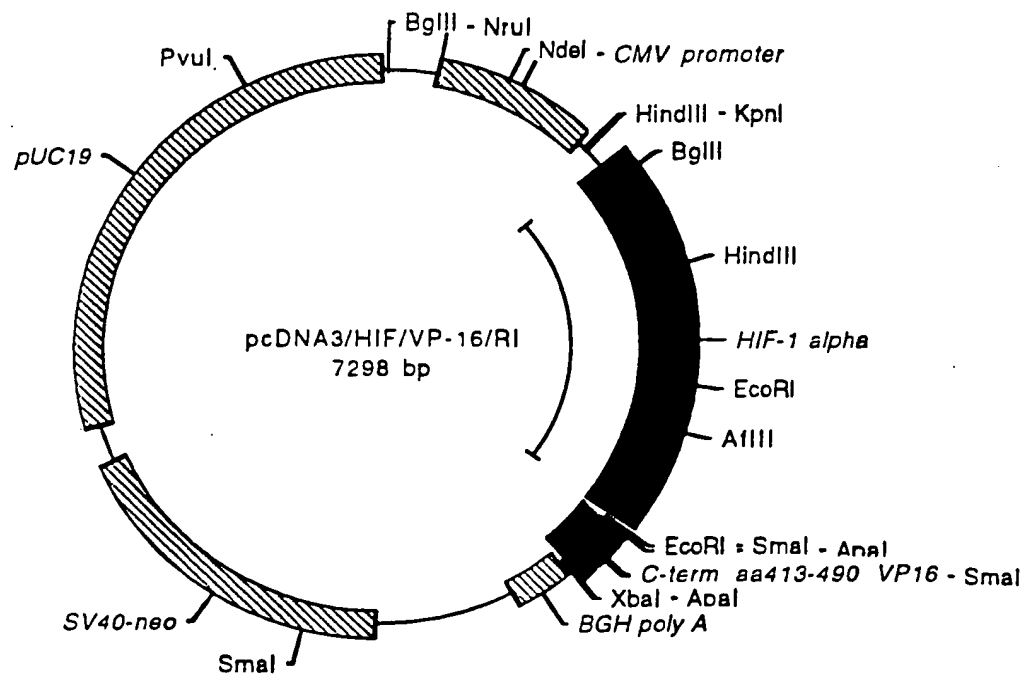 BglII - NruI
PvuI
NdeI - CMV promoter
HindIII - KpnI
BglII
pUC19
HindIII
pcDNA3/HIF/VP-16/RI
7298 bp
HIF-1 alpha
EcoRI
AflII
EcoRI : SmaI - ApaI
C-term aa413-490 VP16 - SmaI
XbaI - ApaI
BGH poly A
SV40-neo
SmaI